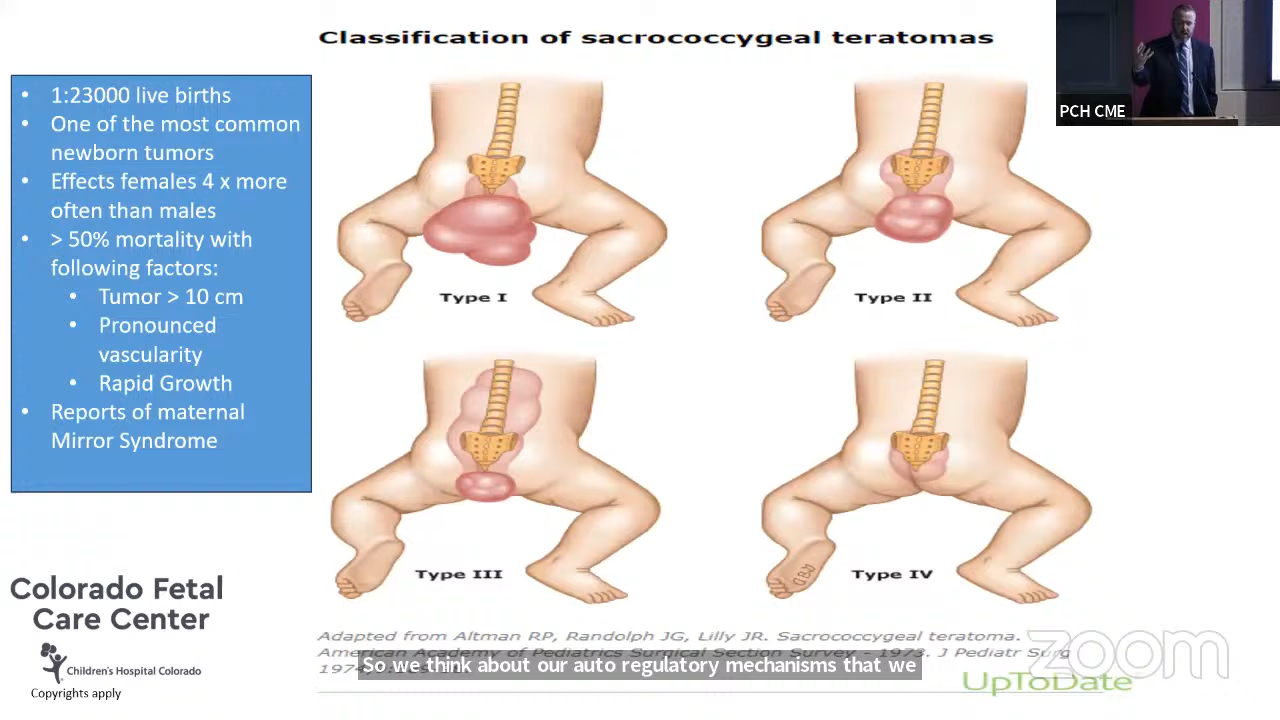 Classification of sacrococcygeal teratomas
PCH CME
• 1:23000 live births
• One of the most common
newborn tumors
• Effects females 4 x more
often than males
• > 50% mortality with
following factors:
• Tumor > 10 cm
• Pronounced
vascularity
• Rapid Growth
• Reports of maternal
Mirror Syndrome
Type I
Type II
Type III
Type IV
Colorado Fetal
Care Center
Children's Hospital Colorado
Copyrights apply
Adapted from Altman RP, Randolph JG, Lilly JR. Sacrococcygeal teratoma.
American Academy of Pediatrics Surgical Section Survey - 1973. J Pediatr Surg
So we think about our auto regulatory mechanisms that we
zoom
UpToDate